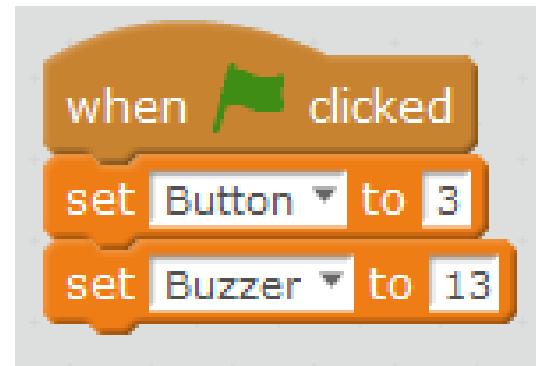 when clicked
set Button to 3
set Buzzer to 13